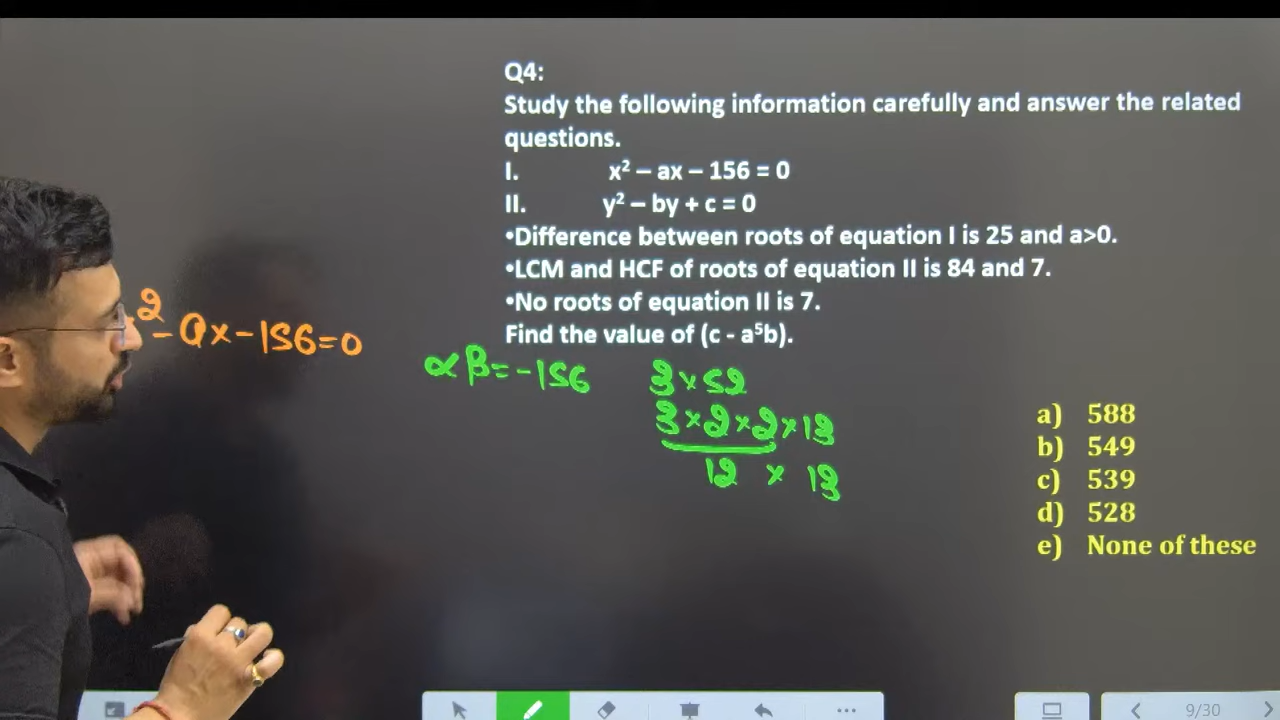 Q4:
Study the following information carefully and answer the related
questions.
I. x² – ax – 156 = 0
II. y² – by + c = 0
•Difference between roots of equation I is 25 and a>0.
•LCM and HCF of roots of equation II is 84 and 7.
•No roots of equation II is 7.
Find the value of (c - a⁵b).
² - ax - 156 = 0
αβ = -156
3 × 52
3 × 2 × 2 × 13
12 × 13
a) 588
b) 549
c) 539
d) 528
e) None of these
9/30